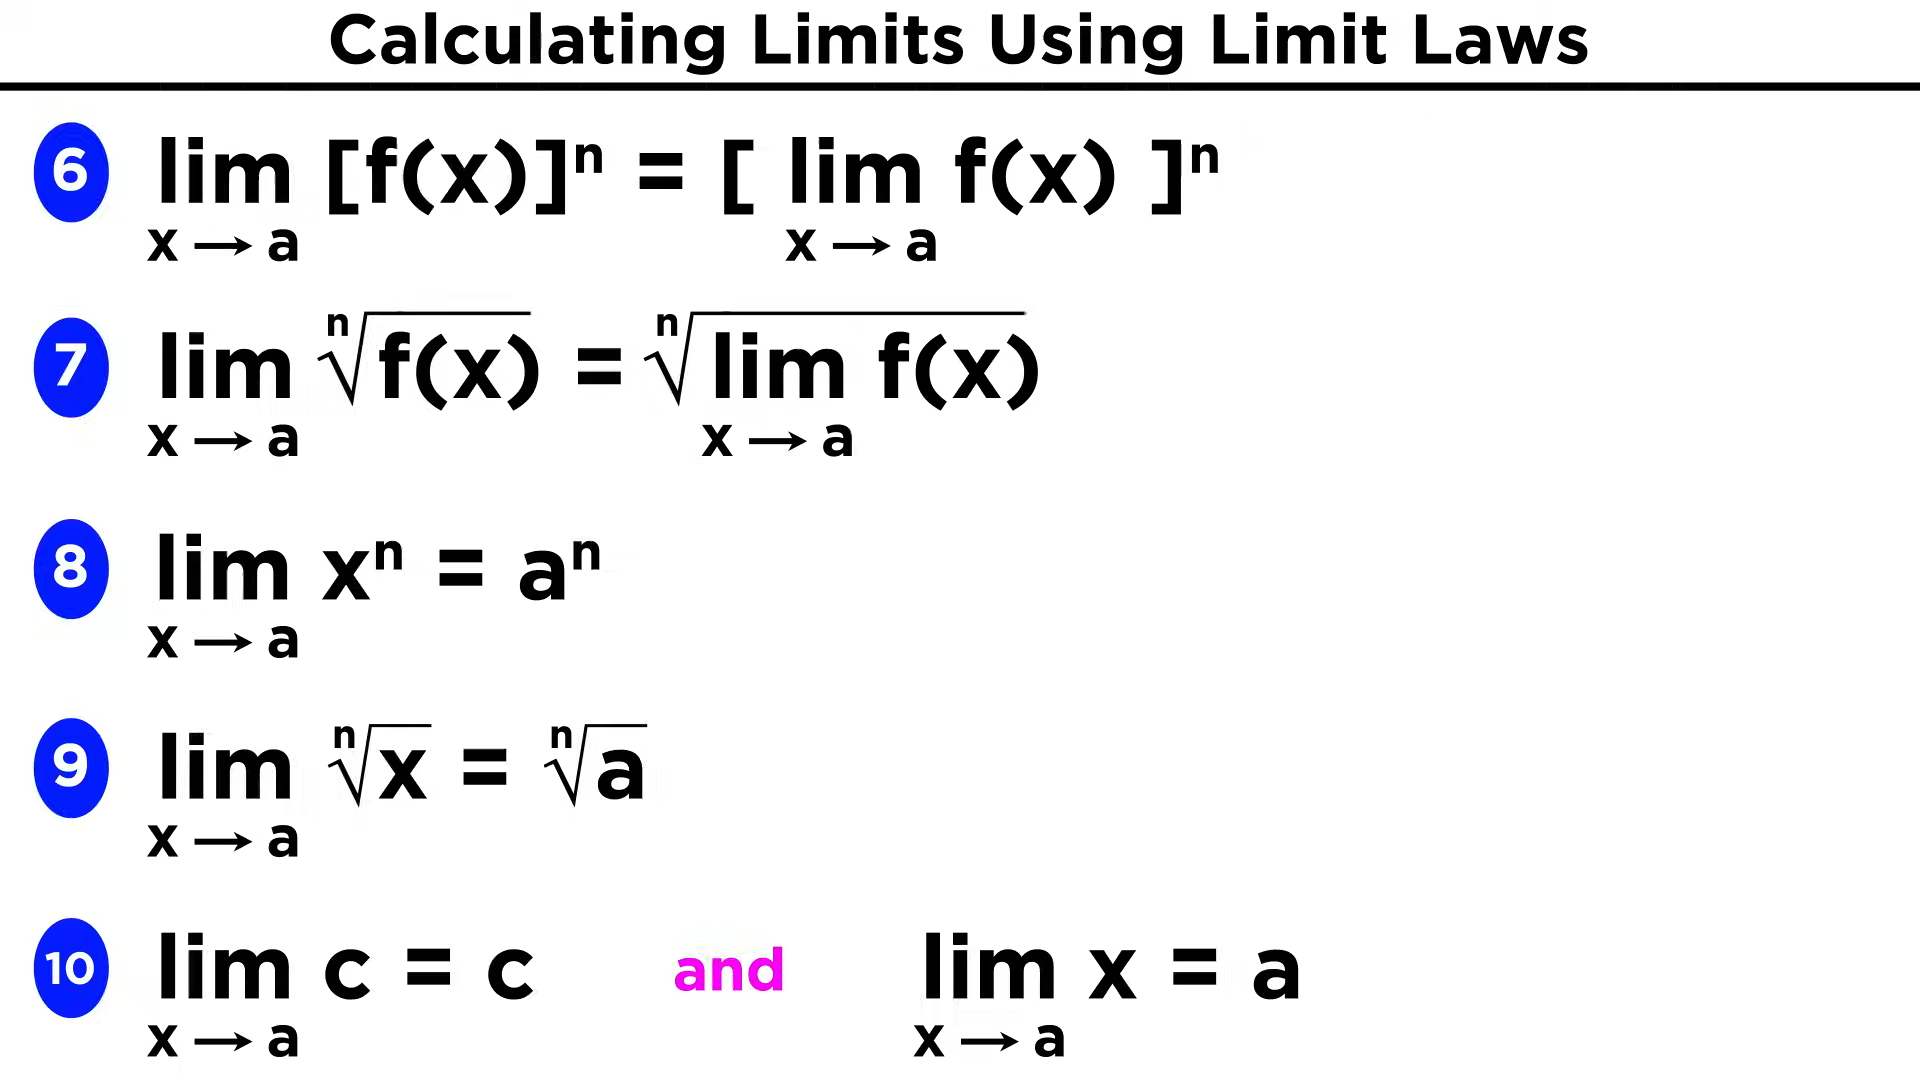 Calculating Limits Using Limit Laws
6 lim [f(x)]ⁿ = [ lim f(x) ]ⁿ
x → a x → a
7 lim ⁿ√f(x) = ⁿ√lim f(x)
x → a x → a
8 lim xⁿ = aⁿ
x → a
9 lim ⁿ√x = ⁿ√a
x → a
10 lim c = c and lim x = a
x → a x → a